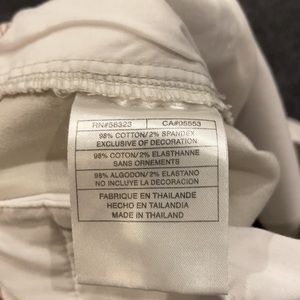 RN#56323 CA#05553
98% COTTON/2% SPANDEX
EXCLUSIVE OF DECORATION
98% COTON/2% ELASTHANNE
SANS ORNEMENTS
98% ALGODON/2% ELASTANO
NO INCLUYE LA DECORACION
FABRIQUE EN THAILANDE
HECHO EN TAILANDIA
MADE IN THAILAND